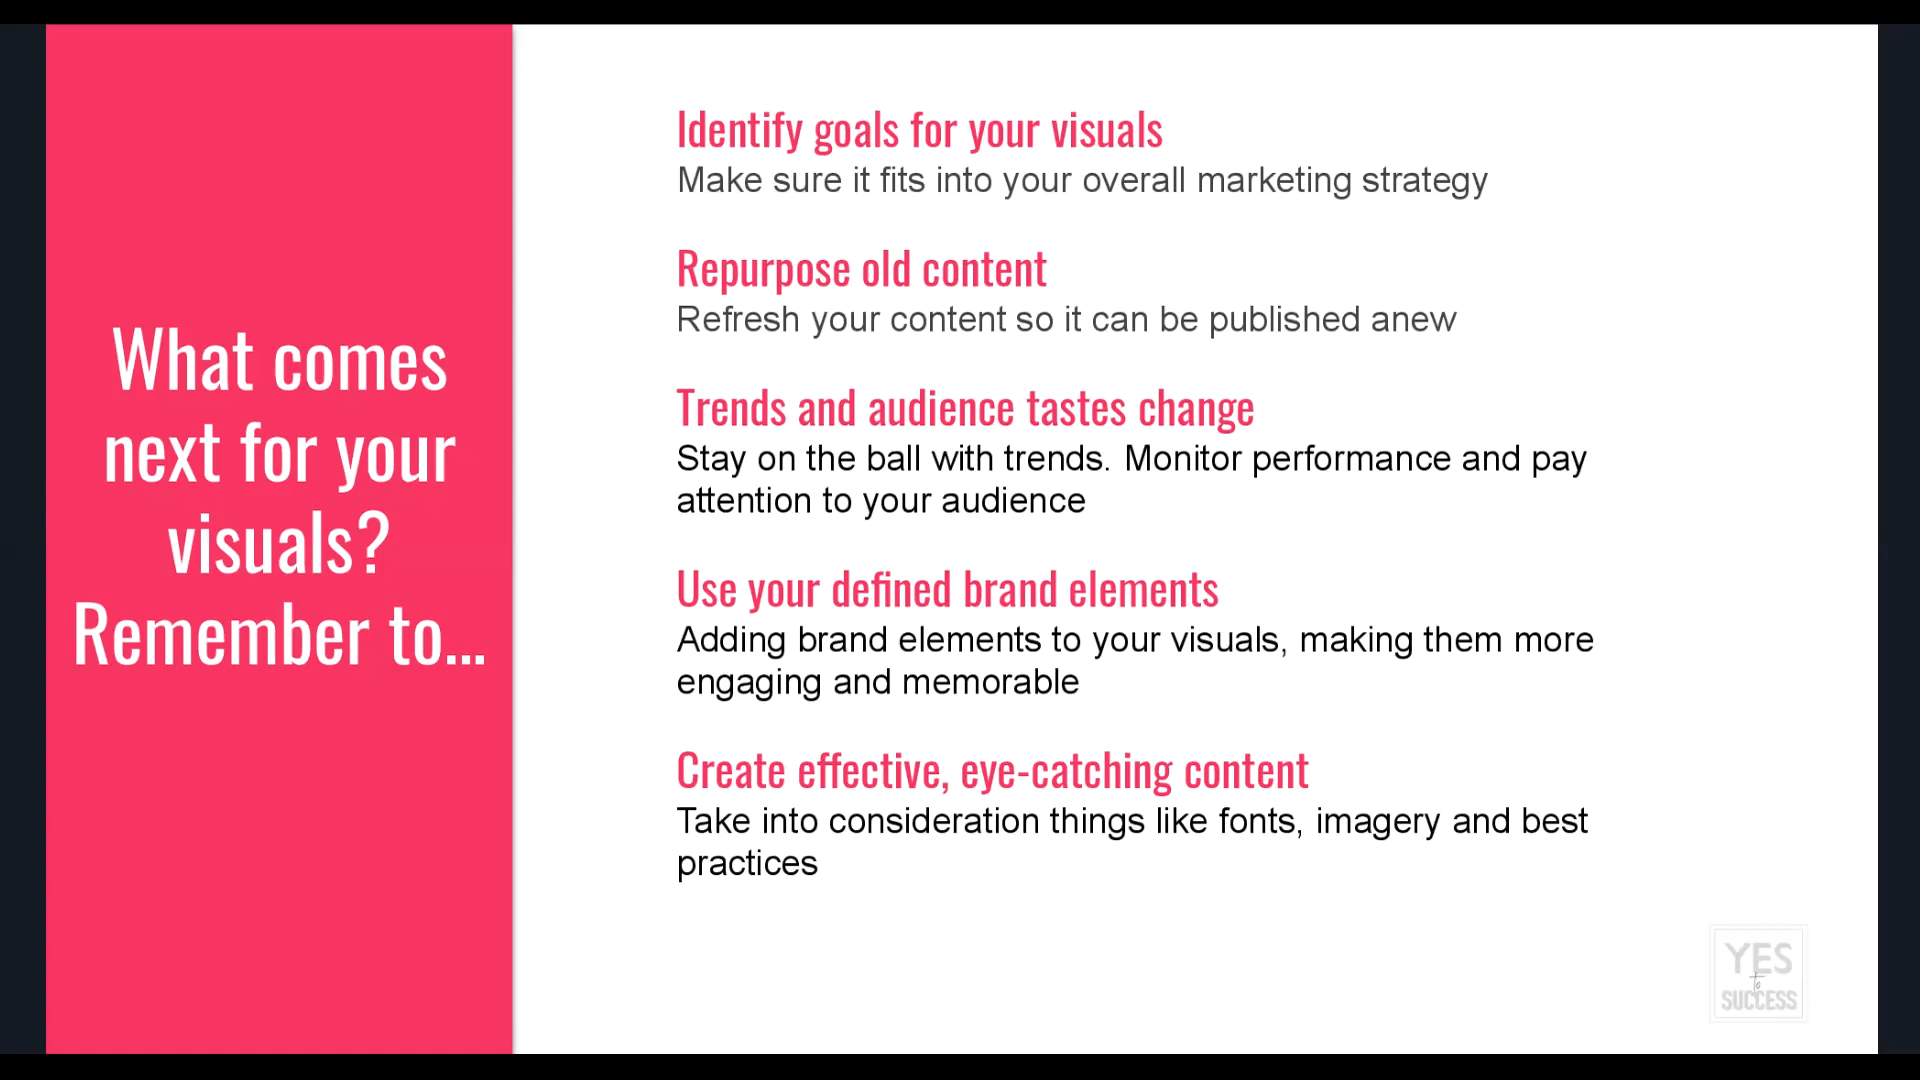 What comes
next for your
visuals?
Remember to...
Identify goals for your visuals
Make sure it fits into your overall marketing strategy
Repurpose old content
Refresh your content so it can be published anew
Trends and audience tastes change
Stay on the ball with trends. Monitor performance and pay
attention to your audience
Use your defined brand elements
Adding brand elements to your visuals, making them more
engaging and memorable
Create effective, eye-catching content
Take into consideration things like fonts, imagery and best
practices
YES
to
SUCCESS